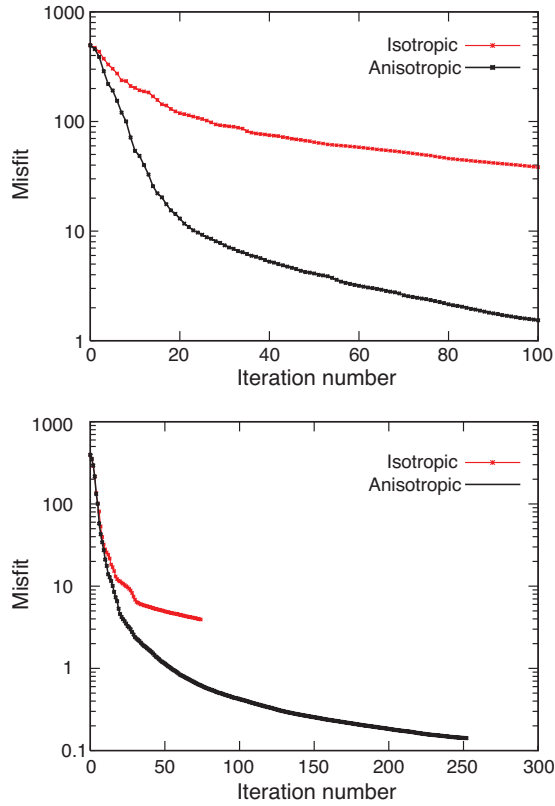 1000
100
10
1
Misfit
Isotropic
Anisotropic
0 20 40 60 80 100
Iteration number
1000
100
10
1
0.1
Misfit
Isotropic
Anisotropic
0 50 100 150 200 250 300
Iteration number